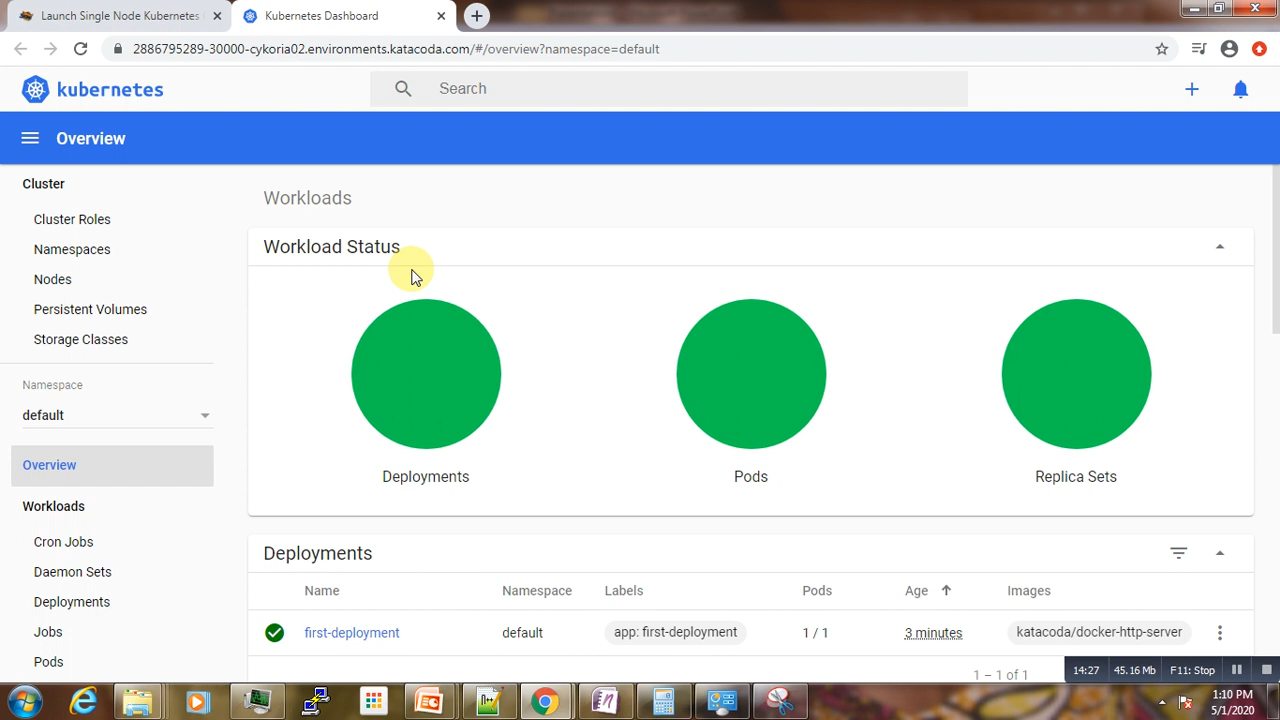 Launch Single Node Kubernetes
Kubernetes Dashboard
2886795289-30000-cykoria02.environments.katacoda.com/#/overview?namespace=default
kubernetes
Search
Overview
Cluster
Cluster Roles
Namespaces
Nodes
Persistent Volumes
Storage Classes
Namespace
default
Overview
Workloads
Cron Jobs
Daemon Sets
Deployments
Jobs
Pods
Workloads
Workload Status
Deployments
Pods
Replica Sets
Deployments
Name Namespace Labels Pods Age Images
first-deployment default app: first-deployment 1 / 1 3 minutes katacoda/docker-http-server
1 – 1 of 1
14:27 45.16 Mb F11: Stop
1:10 PM
5/1/2020